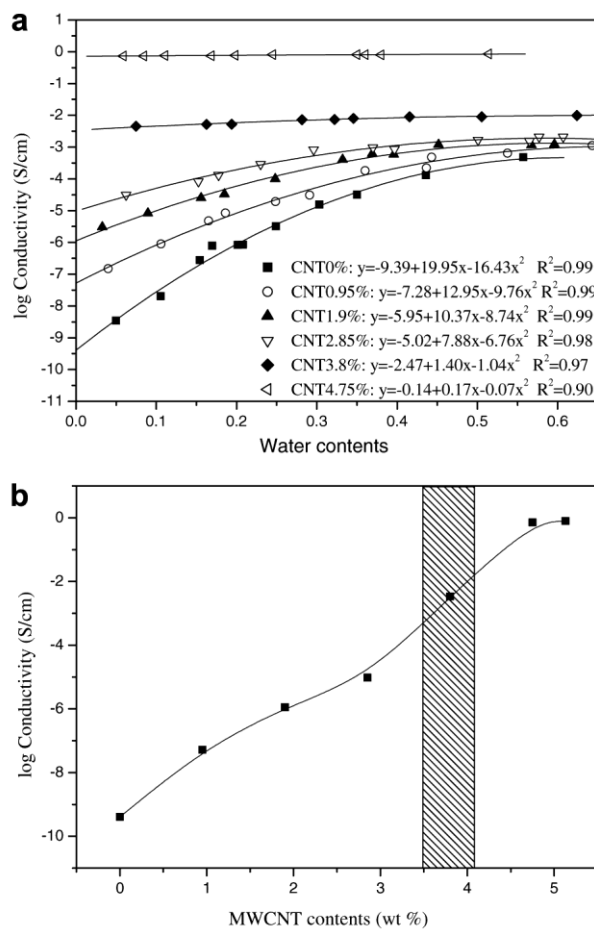 a
1
0
-1
-2
-3
-4
-5
-6
-7
-8
-9
-10
-11
log Conductivity (S/cm)
CNT0%: y=-9.39+19.95x-16.43x² R²=0.99
CNT0.95%: y=-7.28+12.95x-9.76x² R²=0.99
CNT1.9%: y=-5.95+10.37x-8.74x² R²=0.99
CNT2.85%: y=-5.02+7.88x-6.76x² R²=0.98
CNT3.8%: y=-2.47+1.40x-1.04x² R²=0.97
CNT4.75%: y=-0.14+0.17x-0.07x² R²=0.90
0.0 0.1 0.2 0.3 0.4 0.5 0.6
Water contents
b
0
-2
-4
-6
-8
-10
log Conductivity (S/cm)
0 1 2 3 4 5
MWCNT contents (wt %)